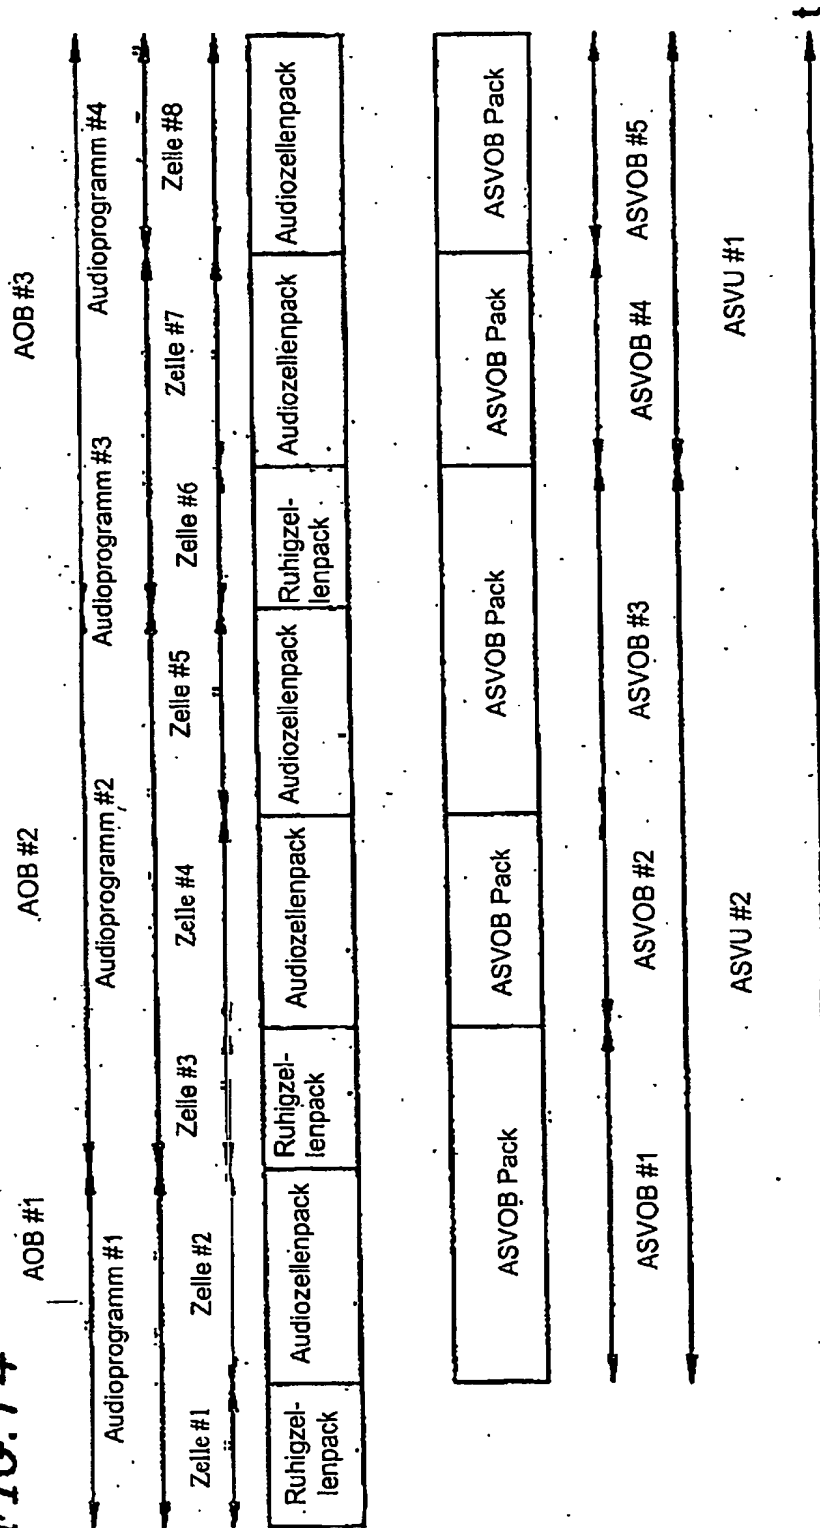 AOB #1
AOB #2
AOB #3
Audioprogramm #1
Audioprogramm #2
Audioprogramm #3
Audioprogramm #4
Zelle #1
Zelle #2
Zelle #3
Zelle #4
Zelle #5
Zelle #6
Zelle #7
Zelle #8
Ruhigzel-
lenpack
Audiozellenpack
Ruhigzel-
lenpack
Audiozellenpack
Audiozellenpack
Ruhigzel-
lenpack
Audiozellenpack
Audiozellenpack
ASVOB Pack
ASVOB Pack
ASVOB Pack
ASVOB Pack
ASVOB Pack
ASVOB #1
ASVOB #2
ASVOB #3
ASVOB #4
ASVOB #5
ASVU #2
ASVU #1
t